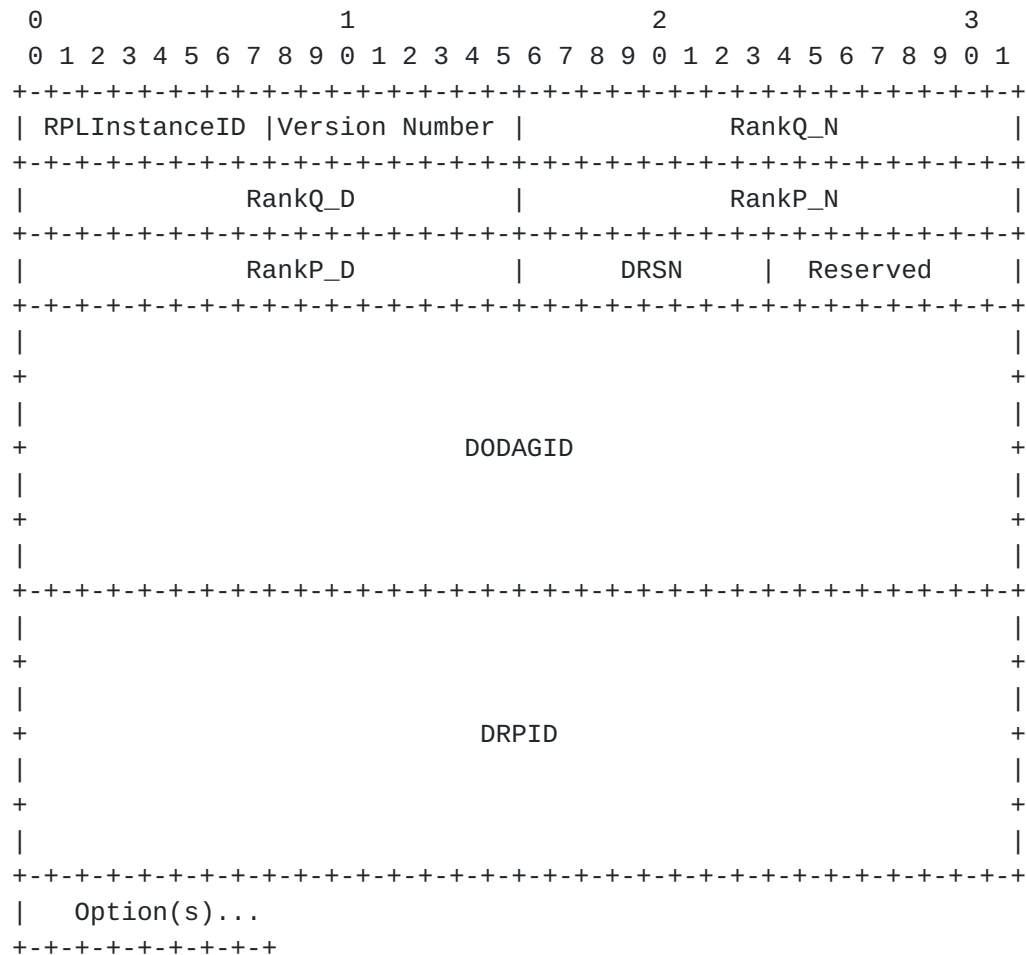 0                   1                   2                   3
 0 1 2 3 4 5 6 7 8 9 0 1 2 3 4 5 6 7 8 9 0 1 2 3 4 5 6 7 8 9 0 1
+-+-+-+-+-+-+-+-+-+-+-+-+-+-+-+-+-+-+-+-+-+-+-+-+-+-+-+-+-+-+-+-+
| RPLInstanceID |Version Number |             RankQ_N           |
+-+-+-+-+-+-+-+-+-+-+-+-+-+-+-+-+-+-+-+-+-+-+-+-+-+-+-+-+-+-+-+-+
|              RankQ_D          |             RankP_N           |
+-+-+-+-+-+-+-+-+-+-+-+-+-+-+-+-+-+-+-+-+-+-+-+-+-+-+-+-+-+-+-+-+
|              RankP_D          |      DRSN     |  Reserved     |
+-+-+-+-+-+-+-+-+-+-+-+-+-+-+-+-+-+-+-+-+-+-+-+-+-+-+-+-+-+-+-+-+
|                                                               |
+                                                               +
|                                                               |
+                            DODAGID                            +
|                                                               |
+                                                               +
|                                                               |
+-+-+-+-+-+-+-+-+-+-+-+-+-+-+-+-+-+-+-+-+-+-+-+-+-+-+-+-+-+-+-+-+
|                                                               |
+                                                               +
|                                                               |
+                             DRPID                             +
|                                                               |
+                                                               +
|                                                               |
+-+-+-+-+-+-+-+-+-+-+-+-+-+-+-+-+-+-+-+-+-+-+-+-+-+-+-+-+-+-+-+-+
|   Option(s)...
+-+-+-+-+-+-+-+-+